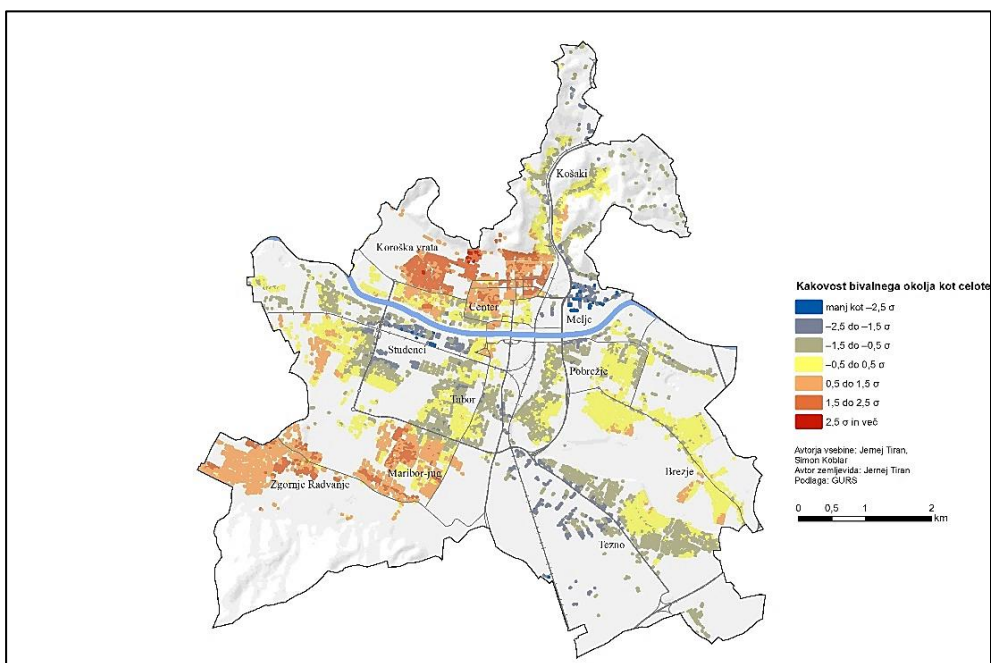 Košaki
Koroška vrata
Center
Melje
Studenci
Pobrežje
Tabor
Maribor-jug
Zgornje Radvanje
Brezje
Tezno
Kakovost bivalnega okolja kot celote
manj kot –2,5 σ
–2,5 do –1,5 σ
–1,5 do –0,5 σ
–0,5 do 0,5 σ
0,5 do 1,5 σ
1,5 do 2,5 σ
2,5 σ in več
Avtorja vsebine: Jernej Tiran,
Simon Koblar
Avtor zemljevida: Jernej Tiran
Podlaga: GURS
0 0,5 1 2
km